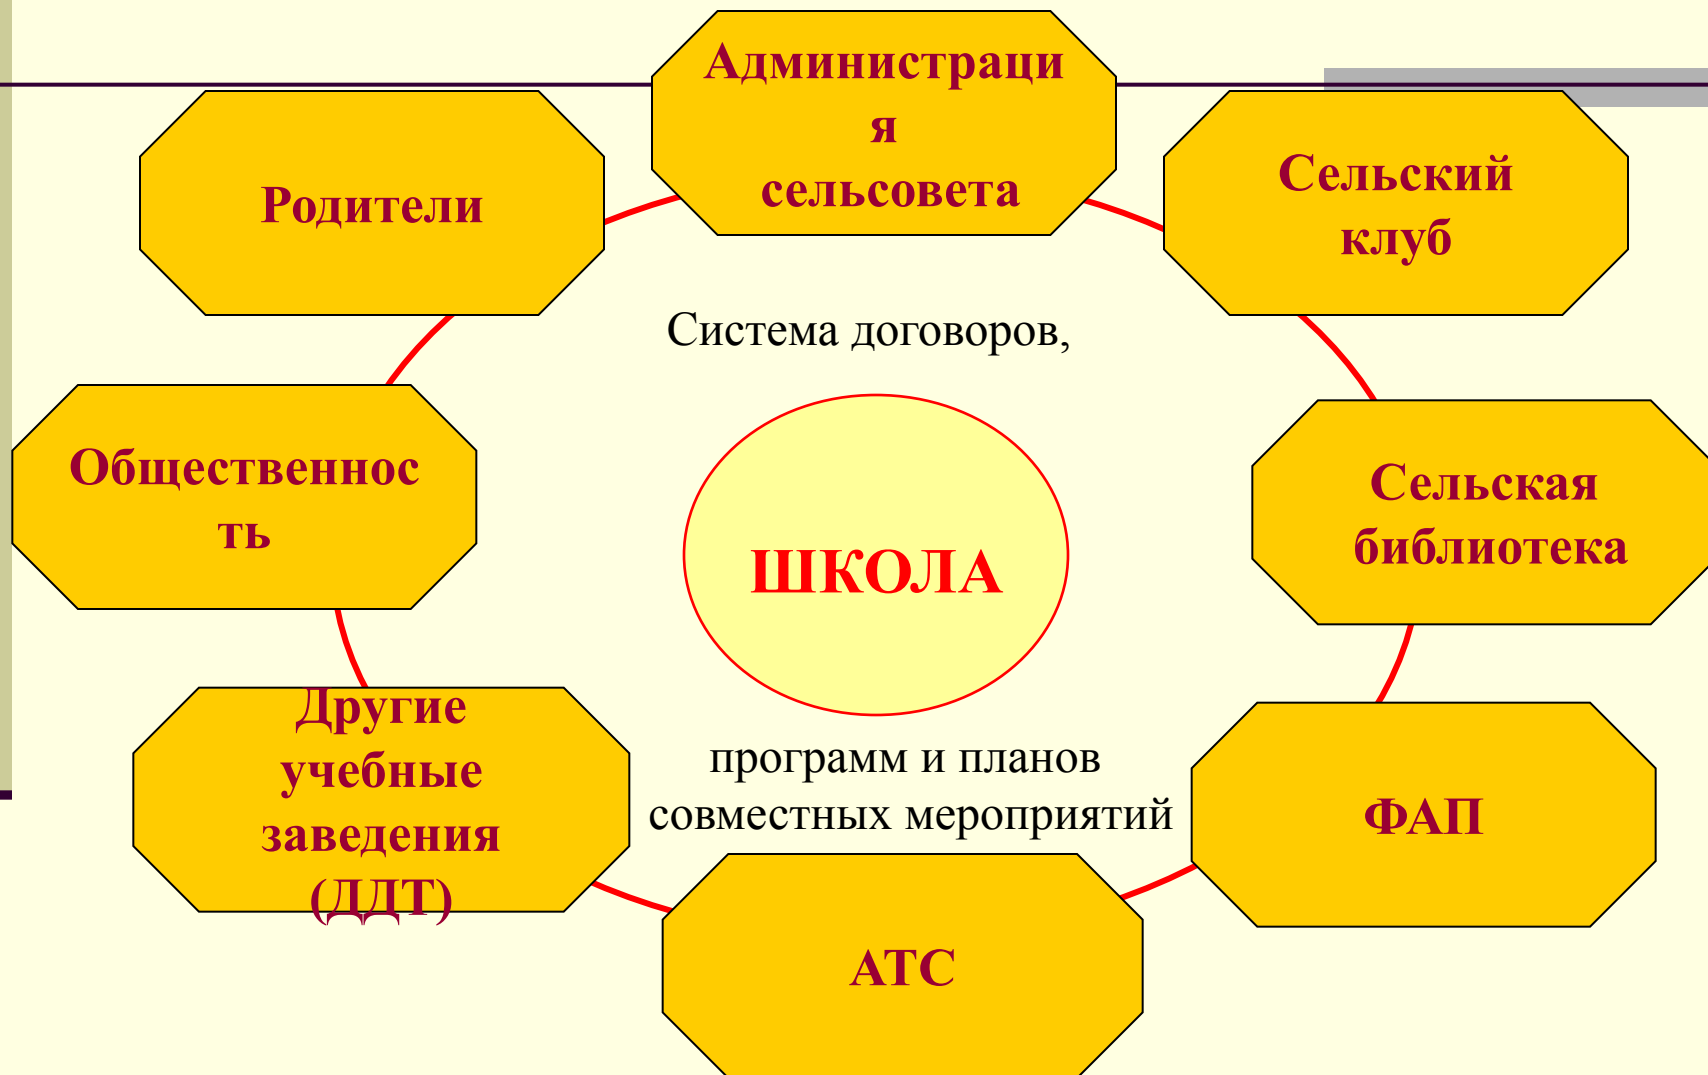 Администраци
я
сельсовета
Родители
Сельский
клуб
Система договоров,
Общественнос
ть
ШКОЛА
Сельская
библиотека
Другие
учебные
заведения
(ДДТ)
программ и планов
совместных мероприятий
ФАП
АТС